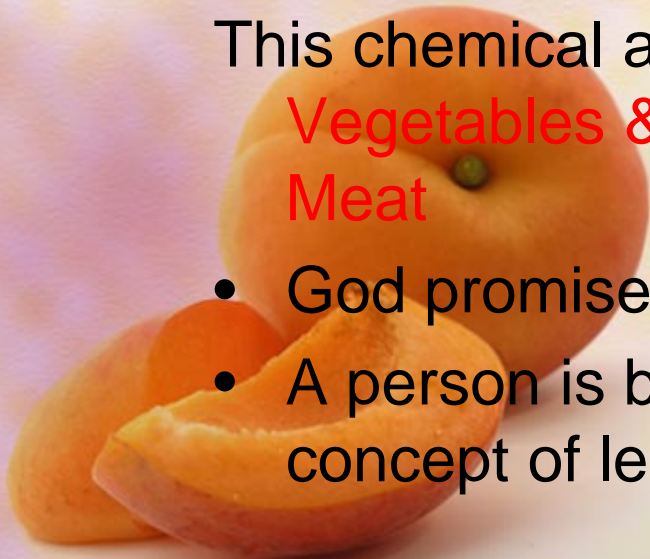 This chemical a
Vegetables &
Meat
• God promise
• A person is b
concept of le